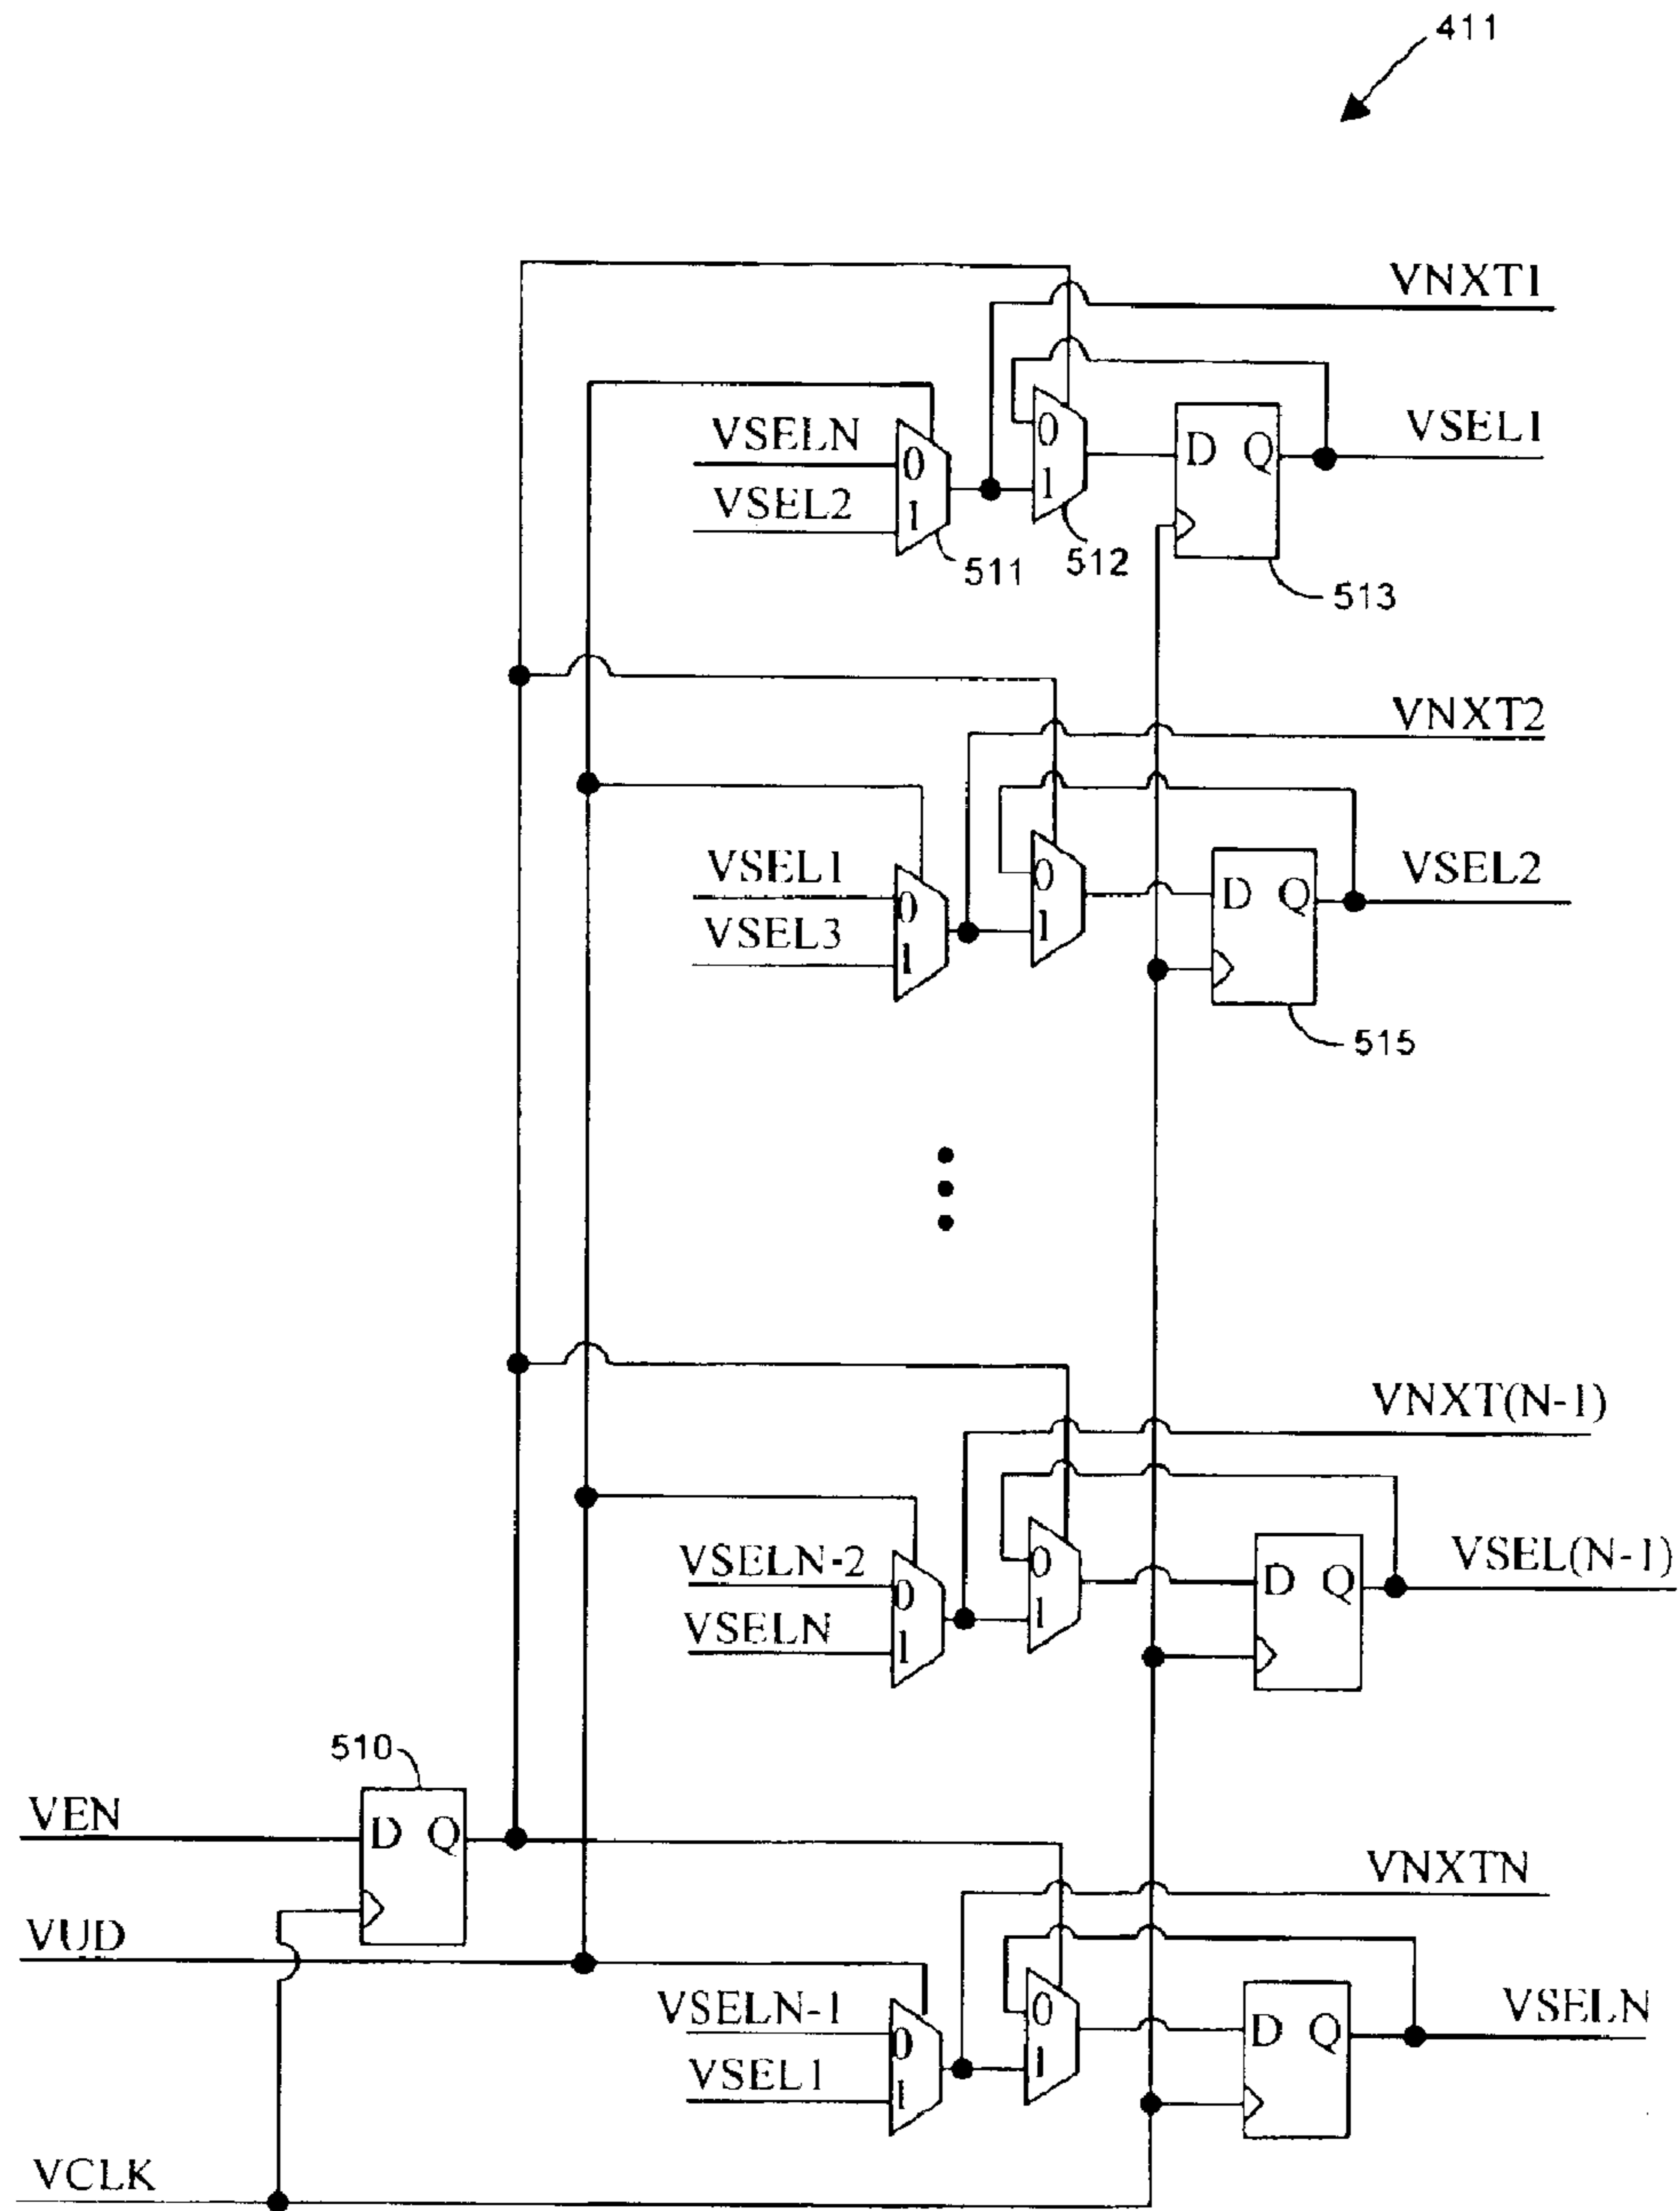 411
VNXT1
VSELN
0
0
D Q
VSEL1
VSEL2
1
1
511
512
513
VNXT2
VSEL1
0
0
D Q
VSEL2
VSEL3
1
1
515
VNXT(N-1)
VSELN-2
0
0
D Q
VSEL(N-1)
VSELN
1
1
510
VEN
D Q
VNXTN
VUD
VSELN-1
0
0
D Q
VSELN
VSEL1
1
1
VCLK